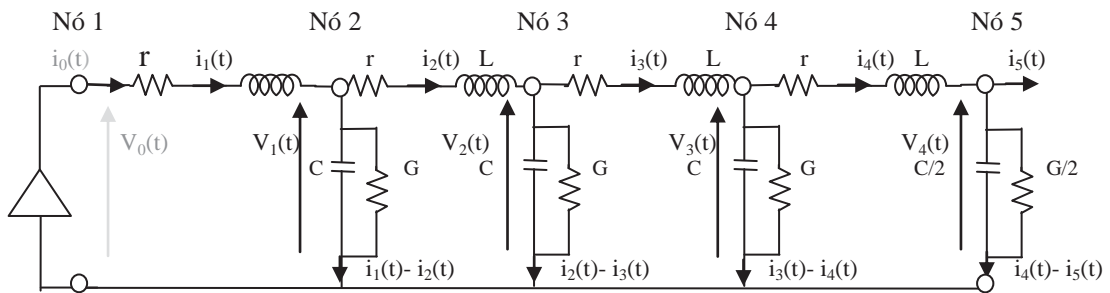 Nó 1 Nó 2 Nó 3 Nó 4 Nó 5
i₀(t) r i₁(t) r i₂(t) L r i₃(t) L r i₄(t) L i₅(t)
V₀(t) V₁(t) V₂(t) V₃(t) V₄(t)
C G C G C G C/2 G/2
i₁(t)- i₂(t) i₂(t)- i₃(t) i₃(t)- i₄(t) i₄(t)- i₅(t)